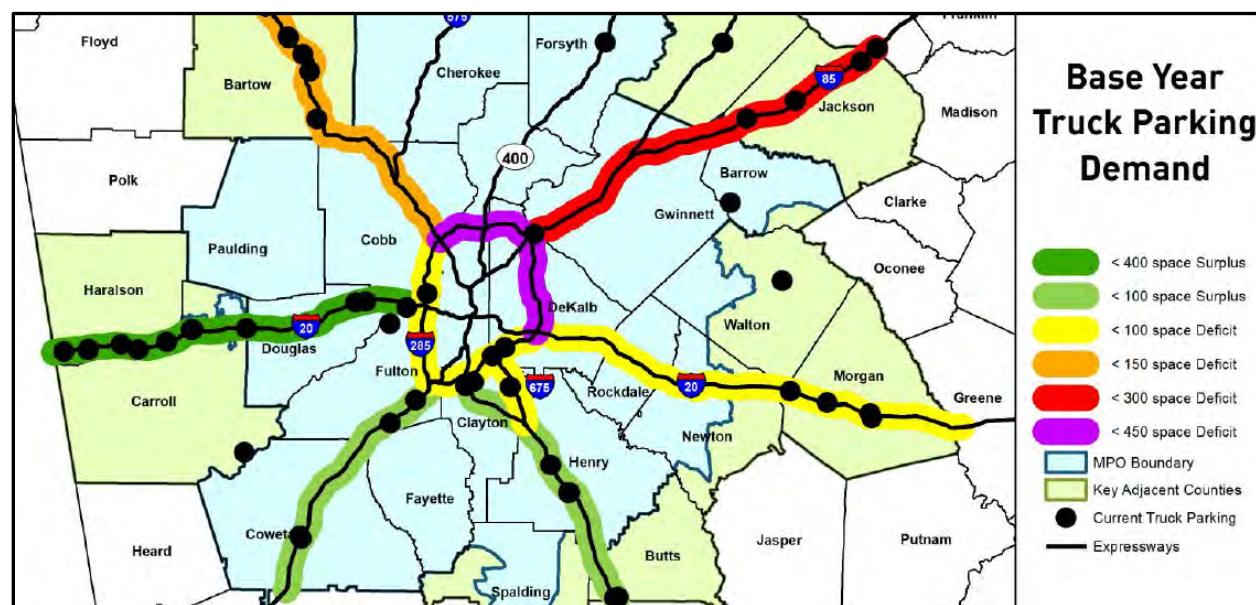 Floyd
575
Forsyth
Franklin
Cherokee
Bartow
85
Jackson
Madison
Polk
400
Barrow
Clarke
Gwinnett
Cobb
Paulding
Oconee
Haralson
DeKalb
Walton
20
Douglas
285
Fulton
Morgan
675
20
Rockdale
Greene
Carroll
Clayton
Newton
Henry
Fayette
Coweta
Heard
Butts
Jasper
Putnam
Spalding
Base Year
Truck Parking
Demand
< 400 space Surplus
< 100 space Surplus
< 100 space Deficit
< 150 space Deficit
< 300 space Deficit
< 450 space Deficit
MPO Boundary
Key Adjacent Counties
Current Truck Parking
Expressways